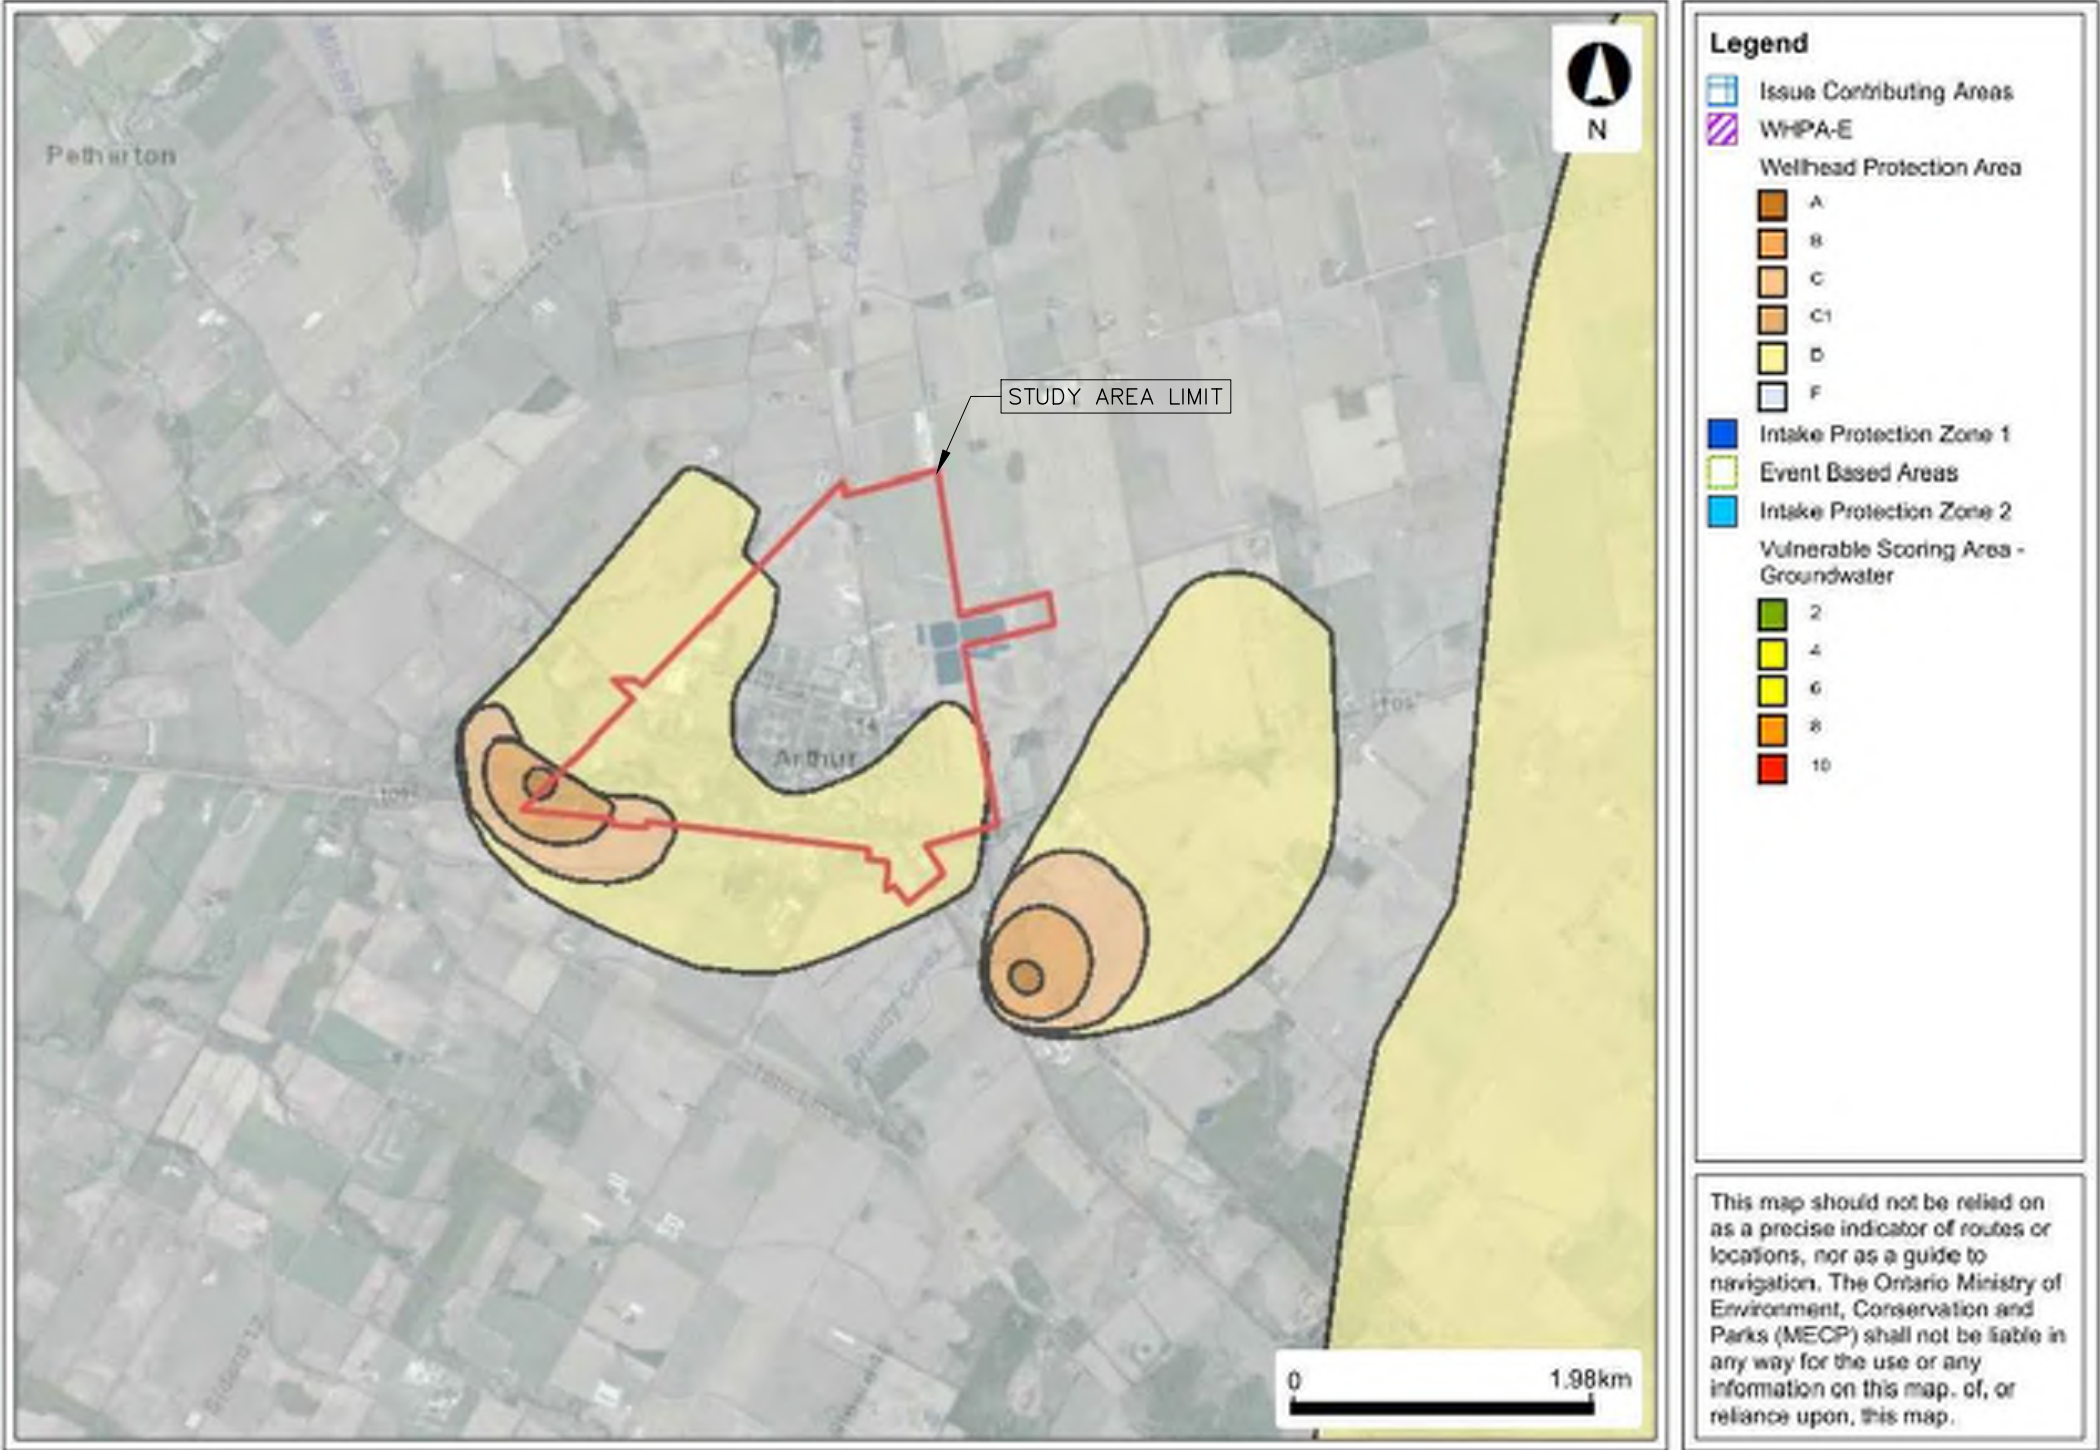 Petherton
N
STUDY AREA LIMIT
Arthur
109
109
14
0 1.98km
Legend
Issue Contributing Areas
WHPA-E
Wellhead Protection Area
A
B
C
C1
D
F
Intake Protection Zone 1
Event Based Areas
Intake Protection Zone 2
Vulnerable Scoring Area -
Groundwater
2
4
6
8
10
This map should not be relied on
as a precise indicator of routes or
locations, nor as a guide to
navigation. The Ontario Ministry of
Environment, Conservation and
Parks (MECP) shall not be liable in
any way for the use or any
information on this map. of, or
reliance upon, this map.